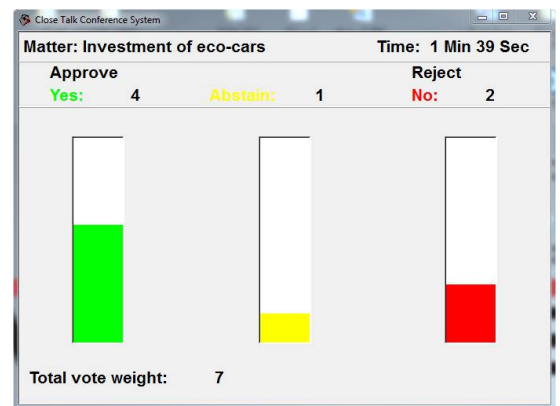 Close Talk Conference System
Matter: Investment of eco-cars Time: 1 Min 39 Sec
Approve Reject
Yes: 4 Abstain: 1 No: 2
Total vote weight: 7